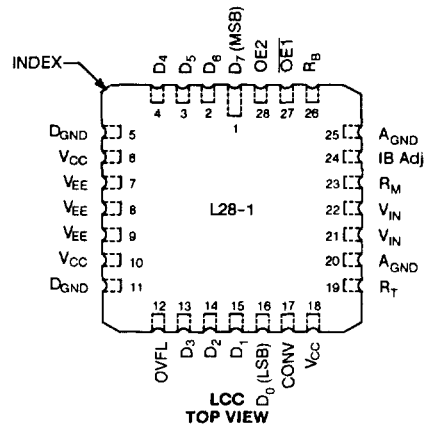 INDEX
D4 D5 D6 D7 (MSB) OE2 OE1 RB
4 3 2 1 28 27 26
DGND 5 25 AGND
VCC 6 24 IB Adj
VEE 7 23 RM
VEE 8 L28-1 22 VIN
VEE 9 21 VIN
VCC 10 20 AGND
DGND 11 19 RT
12 13 14 15 16 17 18
OVFL D3 D2 D1 D0 (LSB) CONV VCC
LCC
TOP VIEW